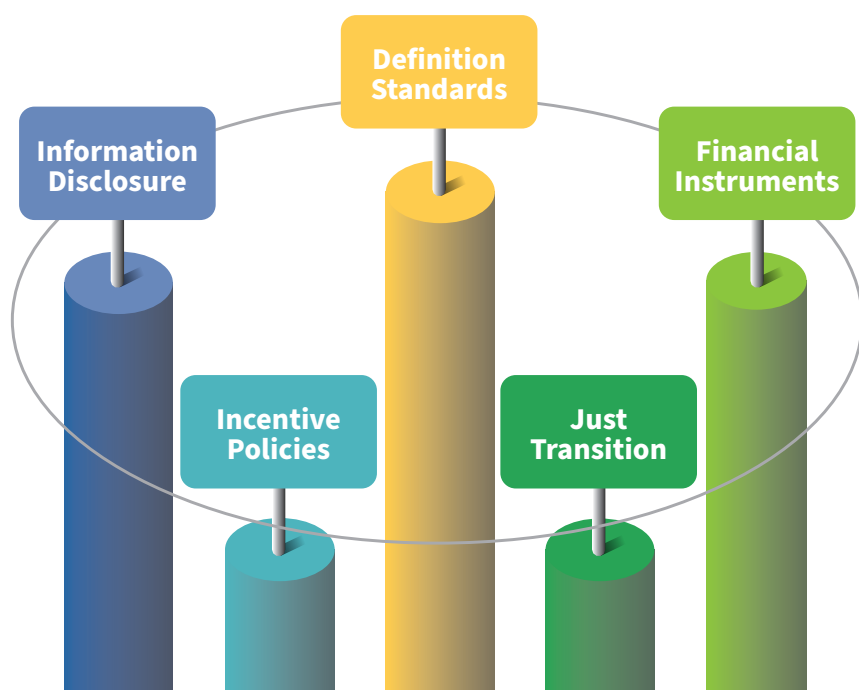 Definition
Standards
Information
Disclosure
Financial
Instruments
Incentive
Policies
Just
Transition